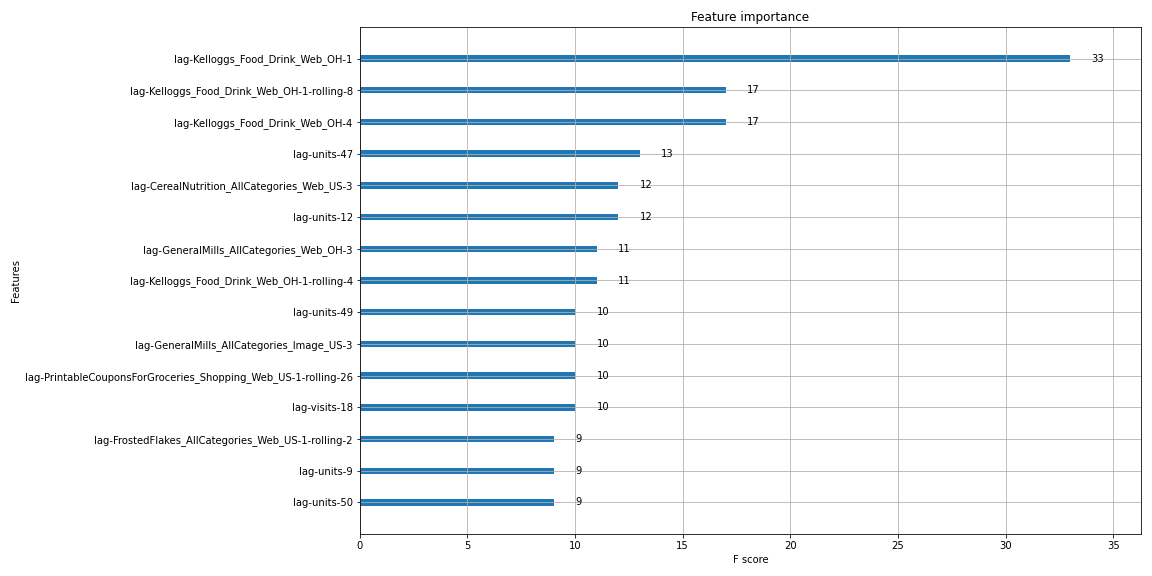 Feature importance
lag-Kelloggs_Food_Drink_Web_OH-1 33
lag-Kelloggs_Food_Drink_Web_OH-1-rolling-8 17
lag-Kelloggs_Food_Drink_Web_OH-4 17
lag-units-47 13
lag-CerealNutrition_AllCategories_Web_US-3 12
lag-units-12 12
lag-GeneralMills_AllCategories_Web_OH-3 11
lag-Kelloggs_Food_Drink_Web_OH-1-rolling-4 11
lag-units-49 10
lag-GeneralMills_AllCategories_Image_US-3 10
lag-PrintableCouponsForGroceries_Shopping_Web_US-1-rolling-26 10
lag-visits-18 10
lag-FrostedFlakes_AllCategories_Web_US-1-rolling-2 9
lag-units-9 9
lag-units-50 9
Features
0 5 10 15 20 25 30 35
F score